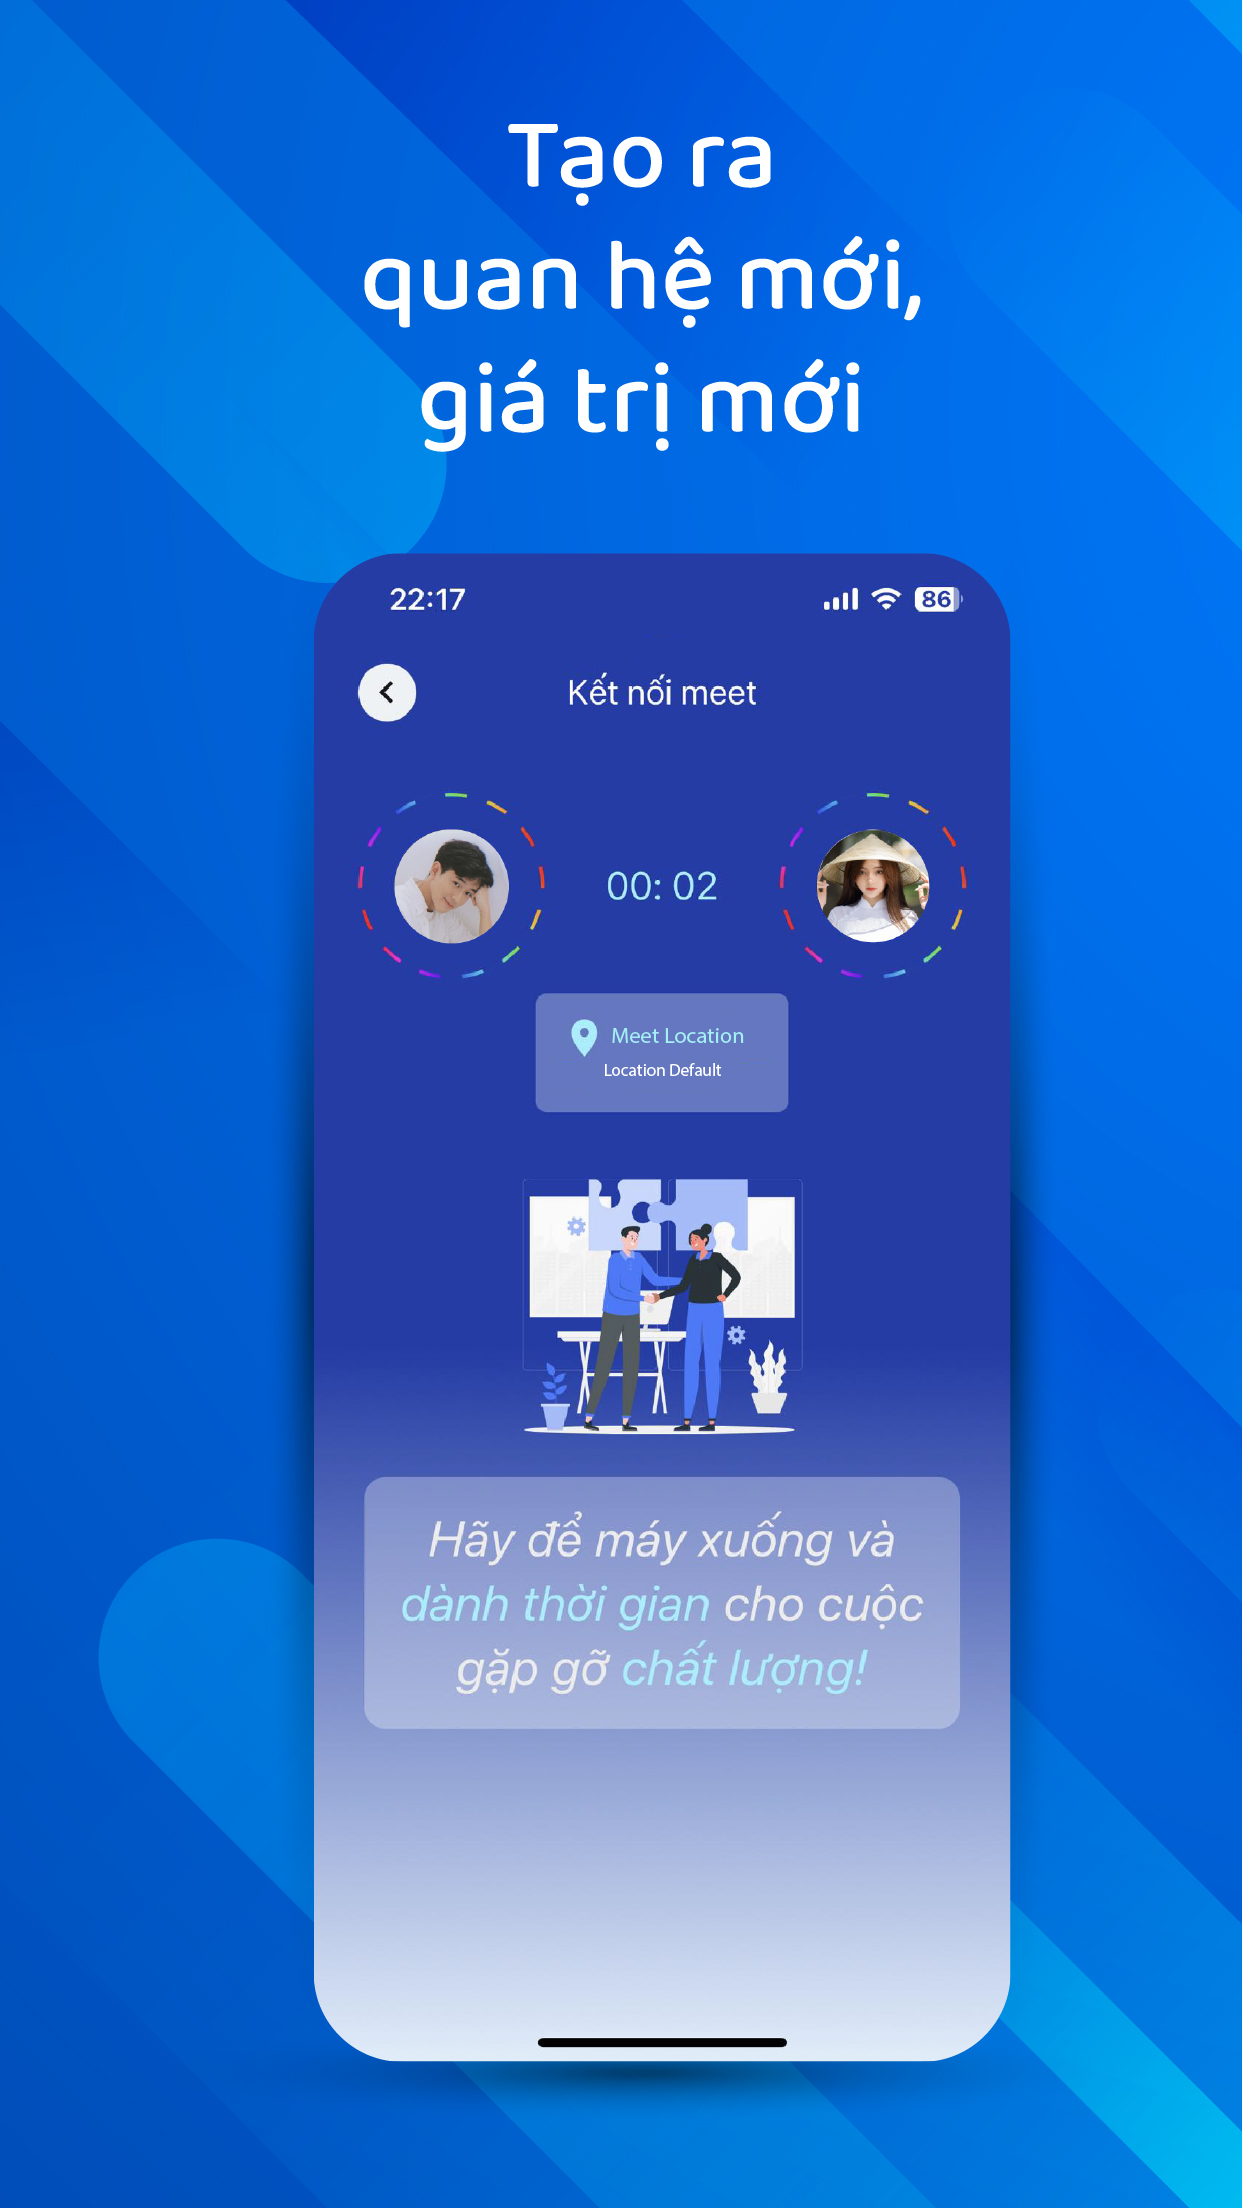 Tạo ra
quan hệ mới,
giá trị mới
22:17
86
Kết nối meet
00: 02
Meet Location
Location Default
Hãy để máy xuống và
dành thời gian cho cuộc
gặp gỡ chất lượng!